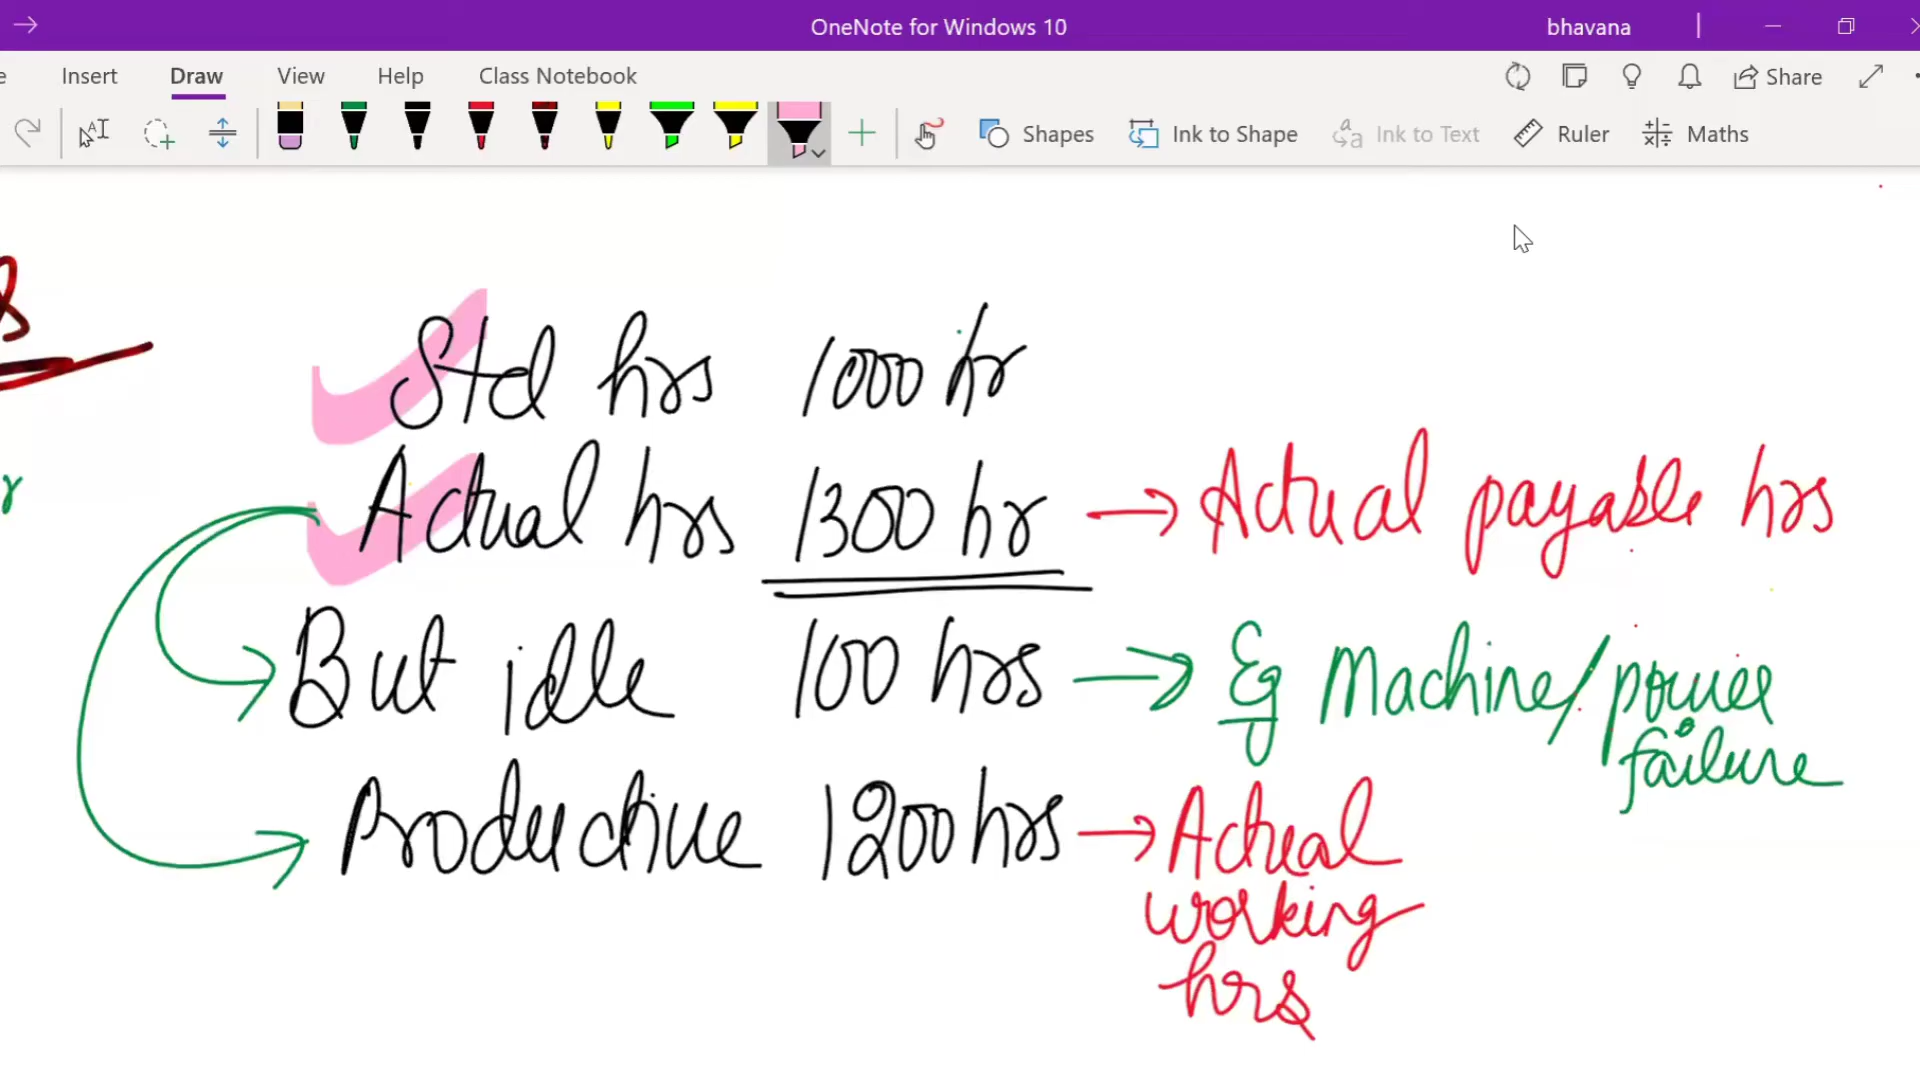 OneNote for Windows 10
bhavana
Insert Draw View Help Class Notebook
Share
Shapes Ink to Shape Ink to Text Ruler Maths
Std hrs 1000 hr
Actual hrs 1300 hr → Actual payable hrs
But idle 100 hrs → Eg Machine/power failure
Productive 1200 hrs → Actual
working
hrs